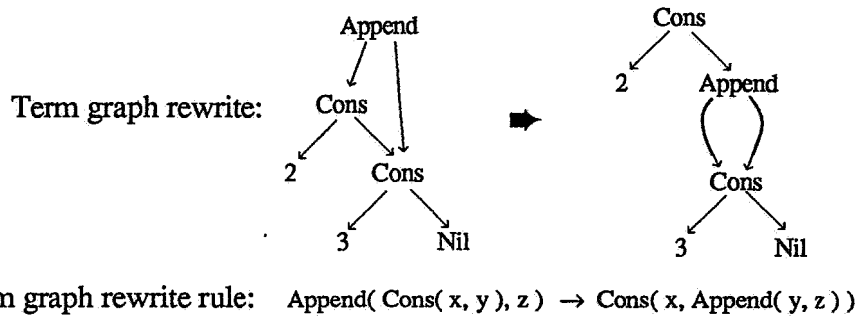 Append
Cons
Term graph rewrite:
Cons
Append
2
2
Cons
Cons
3
Nil
3
Nil
graph rewrite rule: Append( Cons( x, y ), z ) → Cons( x, Append( y, z ) )